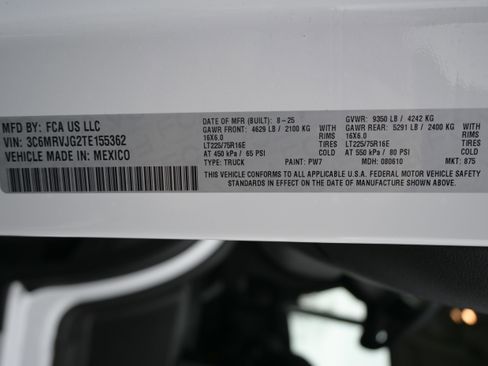 MFD BY: FCA US LLC
VIN: 3C6MRVJG2TE155362
VEHICLE MADE IN: MEXICO
DATE OF MFR (BUILT): 8-25 GVWR: 9350 LB / 4242 KG
GAWR FRONT: 4629 LB / 2100 KG WITH GAWR REAR: 5291 LB / 2400 KG WITH
16X6.0 RIMS 16X6.0 RIMS
LT225/75R16E TIRES LT225/75R16E TIRES
AT 450 kPa / 65 PSI COLD AT 550 kPa / 80 PSI COLD
TYPE: TRUCK PAINT: PW7 MDH: 080610 MKT: 875
THIS VEHICLE CONFORMS TO ALL APPLICABLE U.S.A. FEDERAL MOTOR VEHICLE SAFETY
STANDARDS IN EFFECT ON THE DATE OF MANUFACTURE SHOWN ABOVE.